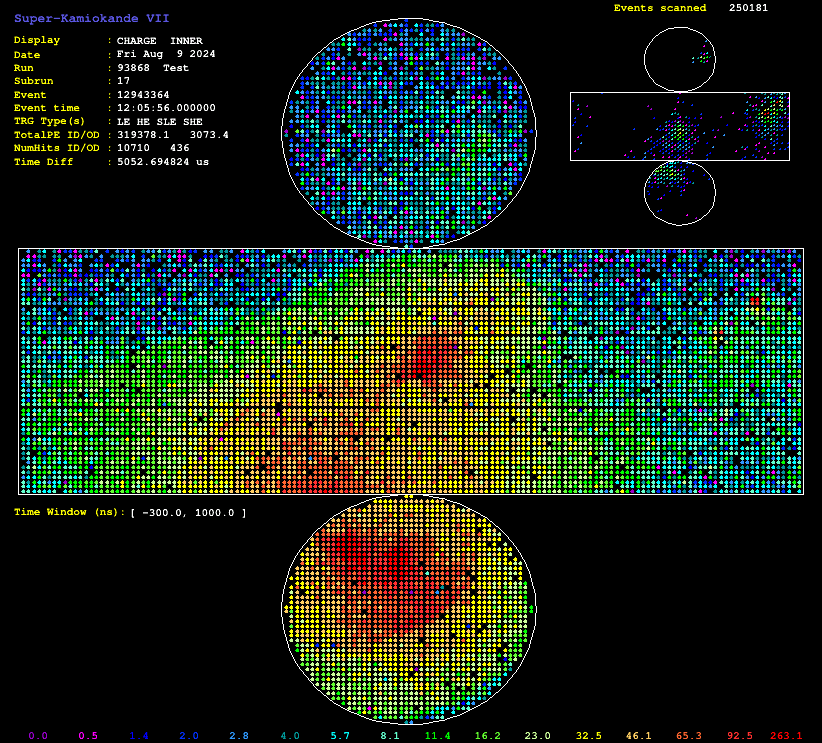 Super-Kamiokande VII
Events scanned 250181
Display : CHARGE INNER
Date : Fri Aug 9 2024
Run : 93868 Test
Subrun : 17
Event : 12943364
Event time : 12:05:56.000000
TRG Type(s) : LE HE SLE SHE
TotalPE ID/OD : 319378.1 3073.4
NumHits ID/OD : 10710 436
Time Diff : 5052.694824 us
Time Window (ns): [ -300.0, 1000.0 ]
0.0 0.5 1.4 2.0 2.8 4.0 5.7 8.1 11.4 16.2 23.0 32.5 46.1 65.3 92.5 263.1